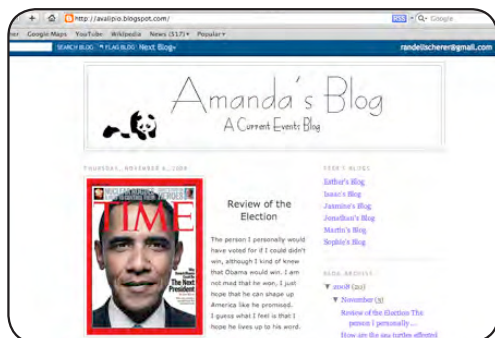 http://avalipio.blogspot.com/
RSS
Google
Google Maps YouTube Wikipedia News (317) Popular
SEARCH BLOG FLAG BLOG Next Blog»
randellscherer@gmail.com
Amanda's Blog
A Current Events Blog
THURSDAY, NOVEMBER 6, 2008
TIME
The Next
President
Review of the
Election
The person I personally would
have voted for if I could didn't
win, although I kind of knew
that Obama would win. I am
not mad that he won, I just
hope that he can shape up
America like he promised.
I guess what I feel is that I
hope he lives up to his word.
Esther's Blog
Isaac's Blog
Jasmine's Blog
Jonathan's Blog
Martin's Blog
Sophie's Blog
BLOG ARCHIVE
▼ 2008 (20)
▼ November (3)
Review of the Election The
person I personally ...
How are the sea turtles effected